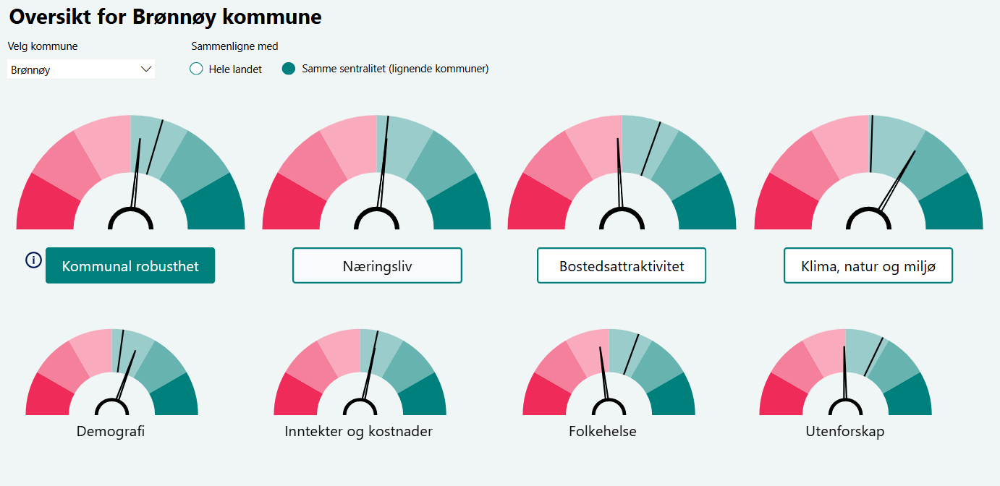 Oversikt for Brønnøy kommune
Velg kommune
Sammenligne med
Brønnøy
Hele landet
Samme sentralitet (lignende kommuner)
i
Kommunal robusthet
Næringsliv
Bostedsattraktivitet
Klima, natur og miljø
Demografi
Inntekter og kostnader
Folkehelse
Utenforskap